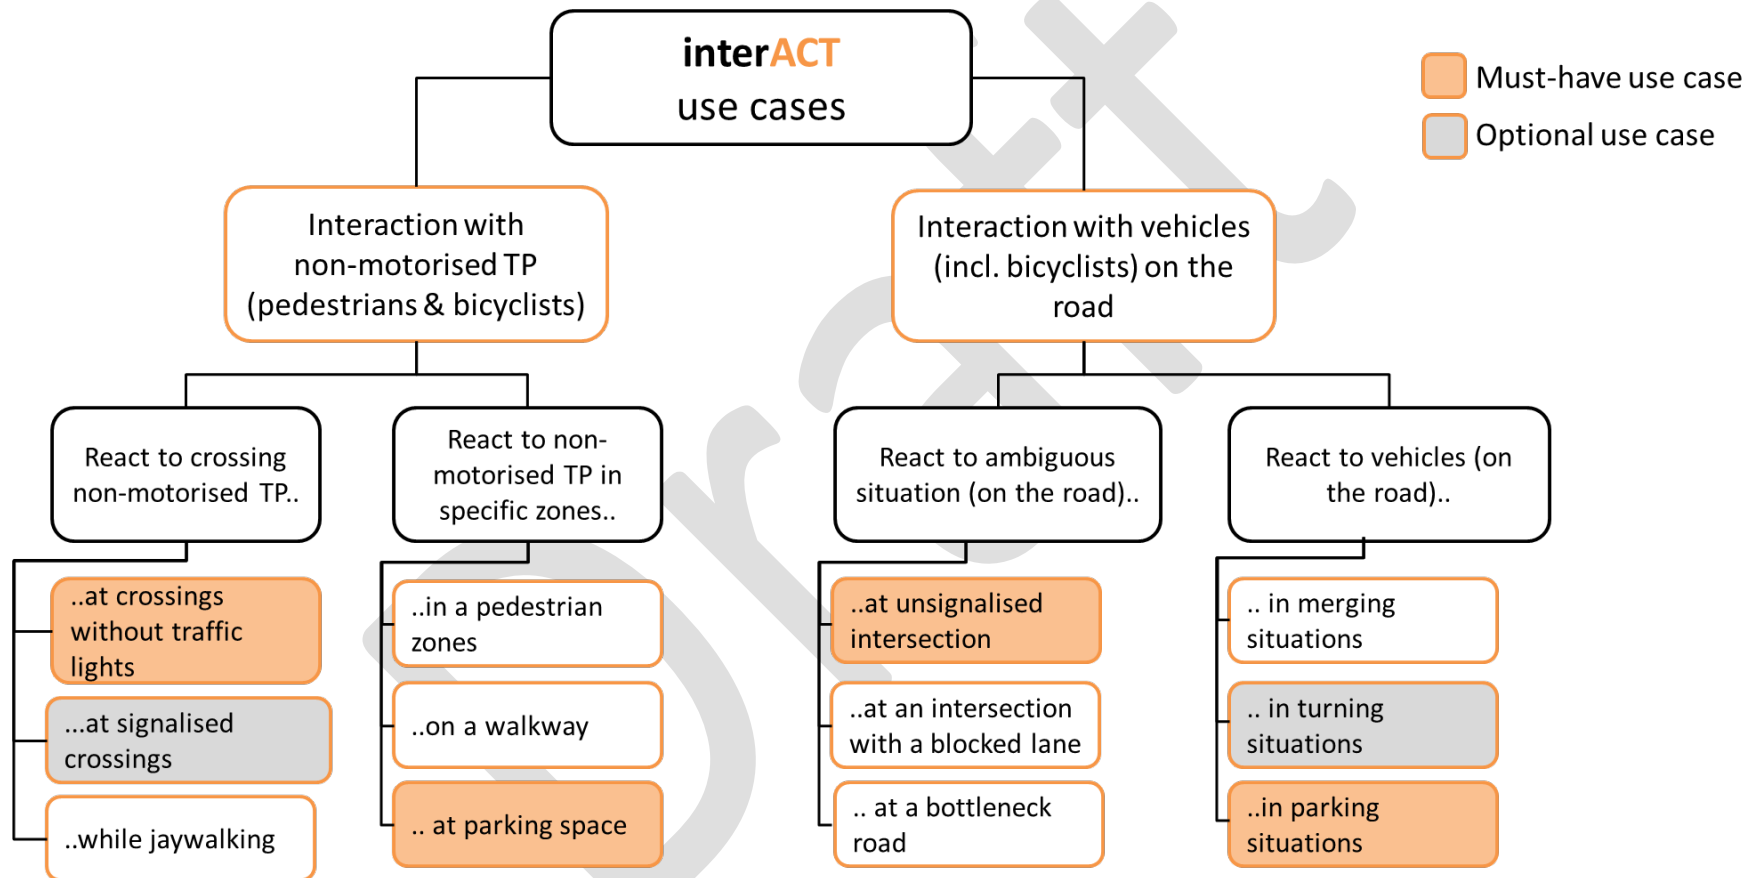 interACT
use cases
Must-have use case
Optional use case
Interaction with
non-motorised TP
(pedestrians & bicyclists)
Interaction with vehicles
(incl. bicyclists) on the
road
React to crossing
non-motorised TP..
React to non-
motorised TP in
specific zones..
React to ambiguous
situation (on the road)..
React to vehicles (on
the road)..
..at crossings
without traffic
lights
...at signalised
crossings
..while jaywalking
..in a pedestrian
zones
..on a walkway
.. at parking space
..at unsignalised
intersection
..at an intersection
with a blocked lane
.. at a bottleneck
road
.. in merging
situations
.. in turning
situations
..in parking
situations
Draft